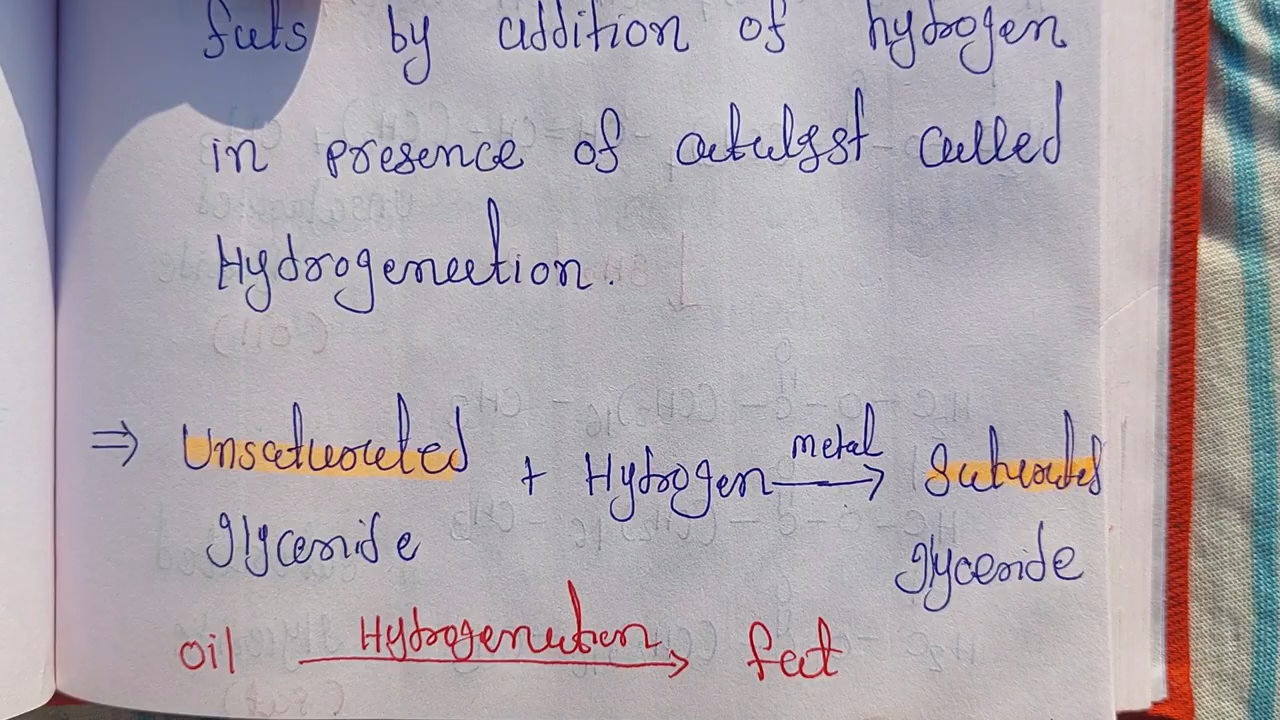 fats by addition of hydrogen
in presence of catalyst called
Hydrogenation.
⇒ Unsaturated + Hydrogen metal → Saturated
glyceride glyceride
oil Hydrogenation → fat